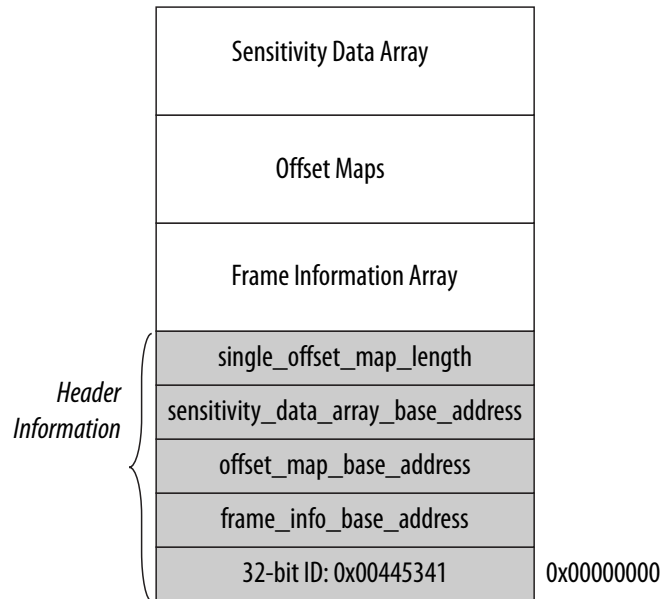 Sensitivity Data Array
Offset Maps
Frame Information Array
single_offset_map_length
Header
Information
sensitivity_data_array_base_address
offset_map_base_address
frame_info_base_address
32-bit ID: 0x00445341
0x00000000